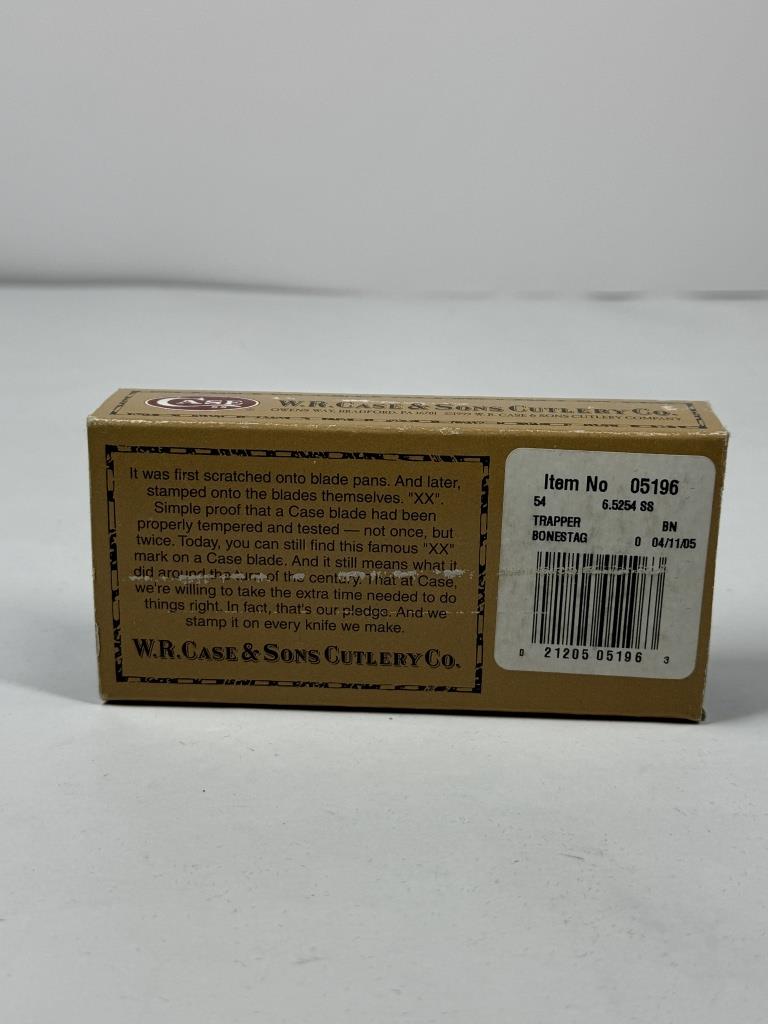 CASE
XX
W.R. CASE & SONS CUTLERY CO.
OWENS WAY, BRADFORD, PA 16701 ©1999 W.R. CASE & SONS CUTLERY COMPANY
It was first scratched onto blade pans. And later,
stamped onto the blades themselves. "XX".
Simple proof that a Case blade had been
properly tempered and tested — not once, but
twice. Today, you can still find this famous "XX"
mark on a Case blade. And it still means what it
did around the turn of the century. That at Case,
we're willing to take the extra time needed to do
things right. In fact, that's our pledge. And we
stamp it on every knife we make.
W.R. CASE & SONS CUTLERY CO.
Item No 05196
54 6.5254 SS
TRAPPER BN
BONESTAG 0 04/11/05
0 21205 05196 3